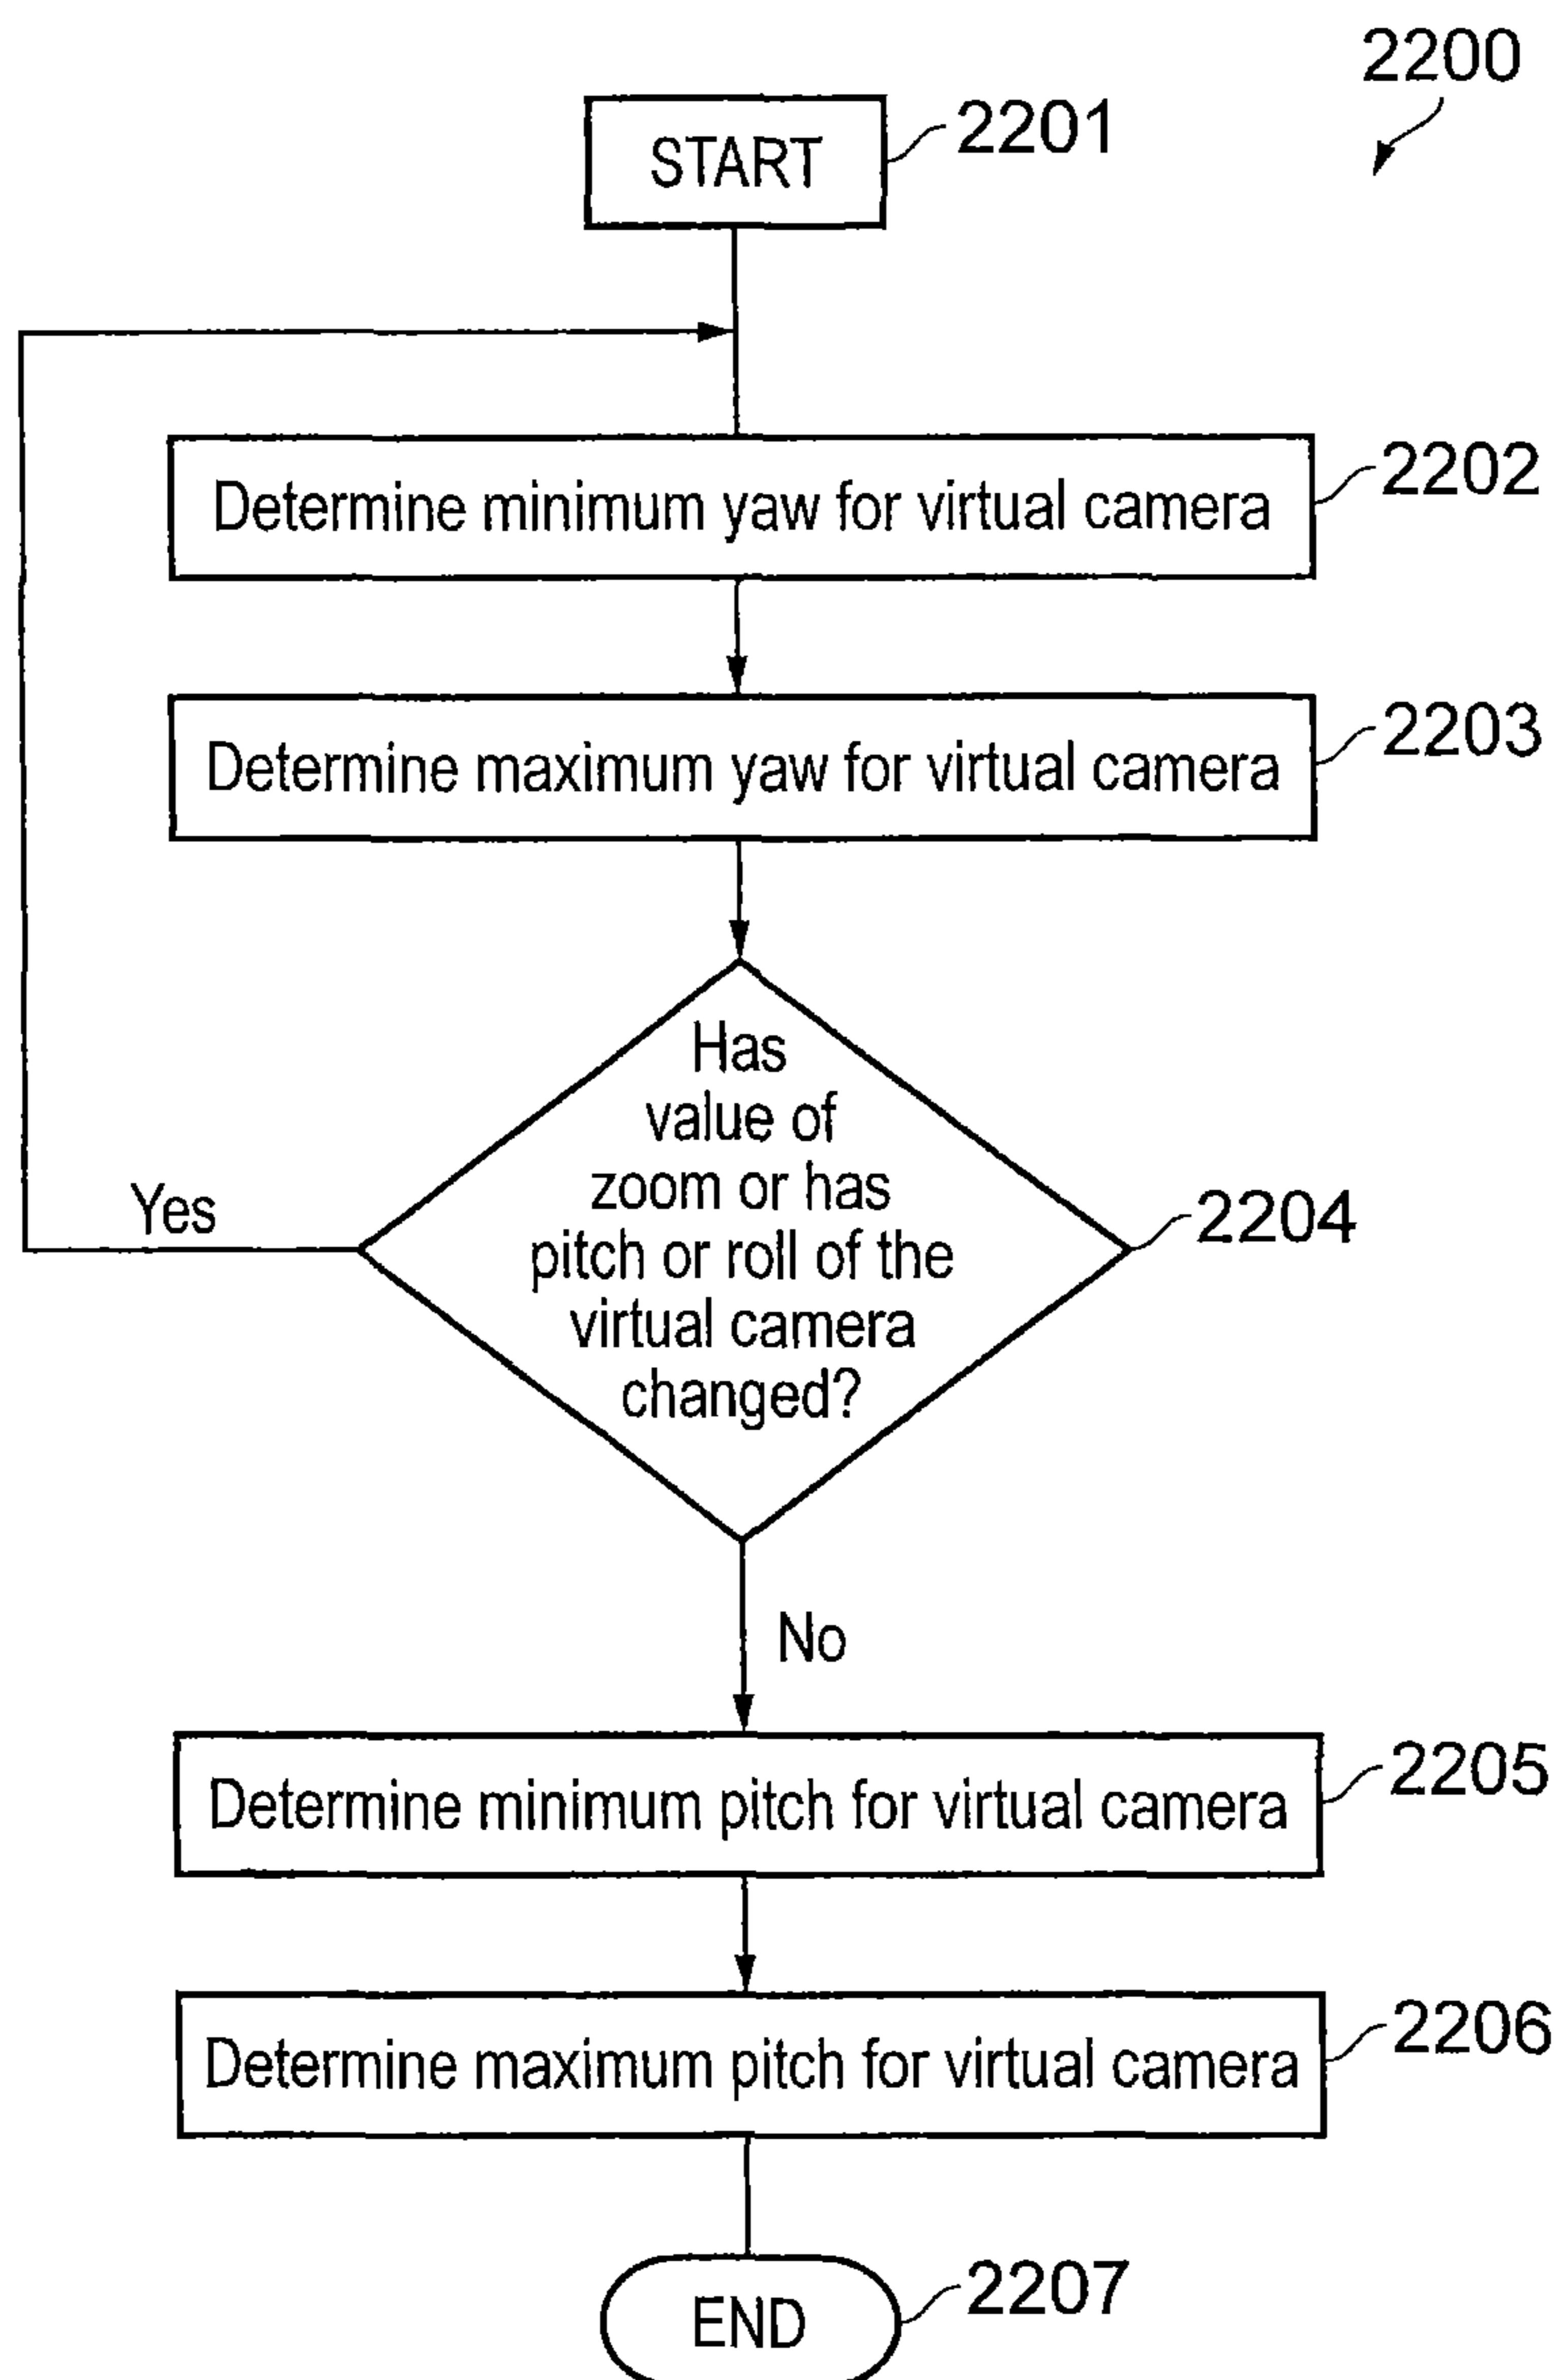 2200
START
2201
Determine minimum yaw for virtual camera
2202
Determine maximum yaw for virtual camera
2203
Has
value of
zoom or has
pitch or roll of the
virtual camera
changed?
2204
Yes
No
Determine minimum pitch for virtual camera
2205
Determine maximum pitch for virtual camera
2206
END
2207